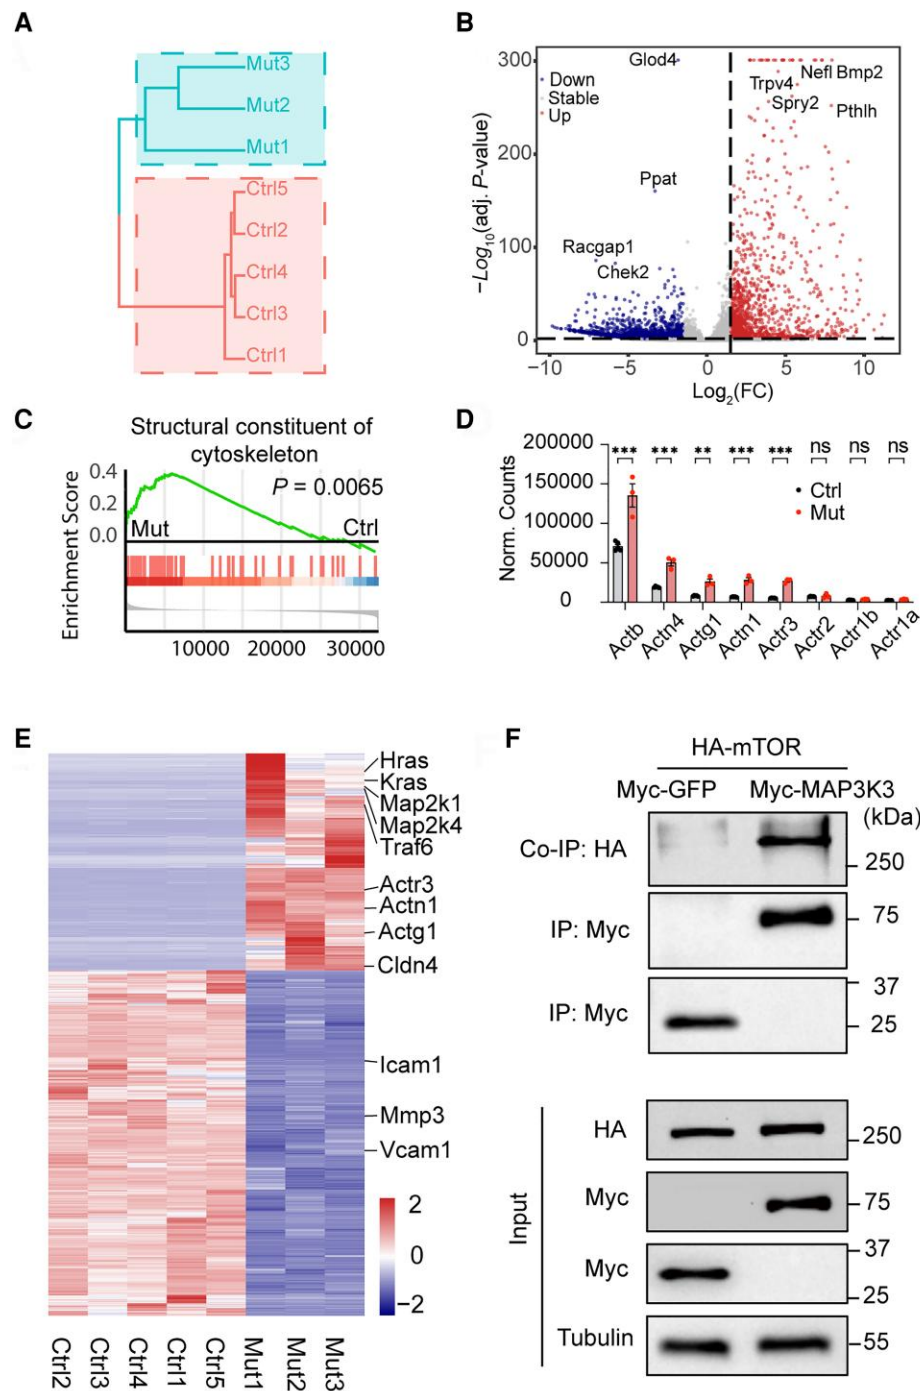 A
Mut3
Mut2
Mut1
Ctrl5
Ctrl2
Ctrl4
Ctrl3
Ctrl1
B
−Log10(adj. P-value)
300
200
100
0
Down
Stable
Up
Glod4
Nefl Bmp2
Trpv4
Spry2
Pthlh
Ppat
Racgap1
Chek2
−10 −5 0 5 10
Log2(FC)
C
Structural constituent of
cytoskeleton
Enrichment Score
0.4
0.0
P = 0.0065
Mut Ctrl
10000 20000 30000
D
Norm. Counts
200000
150000
100000
50000
0
*** *** ** *** *** ns ns ns
Ctrl
Mut
Actb Actn4 Actg1 Actn1 Actr3 Actr2 Actr1b Actr1a
E
Hras
Kras
Map2k1
Map2k4
Traf6
Actr3
Actn1
Actg1
Cldn4
Icam1
Mmp3
Vcam1
2
0
−2
Ctrl2 Ctrl3 Ctrl4 Ctrl1 Ctrl5 Mut1 Mut2 Mut3
F
HA-mTOR
Myc-GFP Myc-MAP3K3
(kDa)
Co-IP: HA
250
IP: Myc
75
IP: Myc
37
25
Input
HA
250
Myc
75
Myc
37
25
Tubulin
55